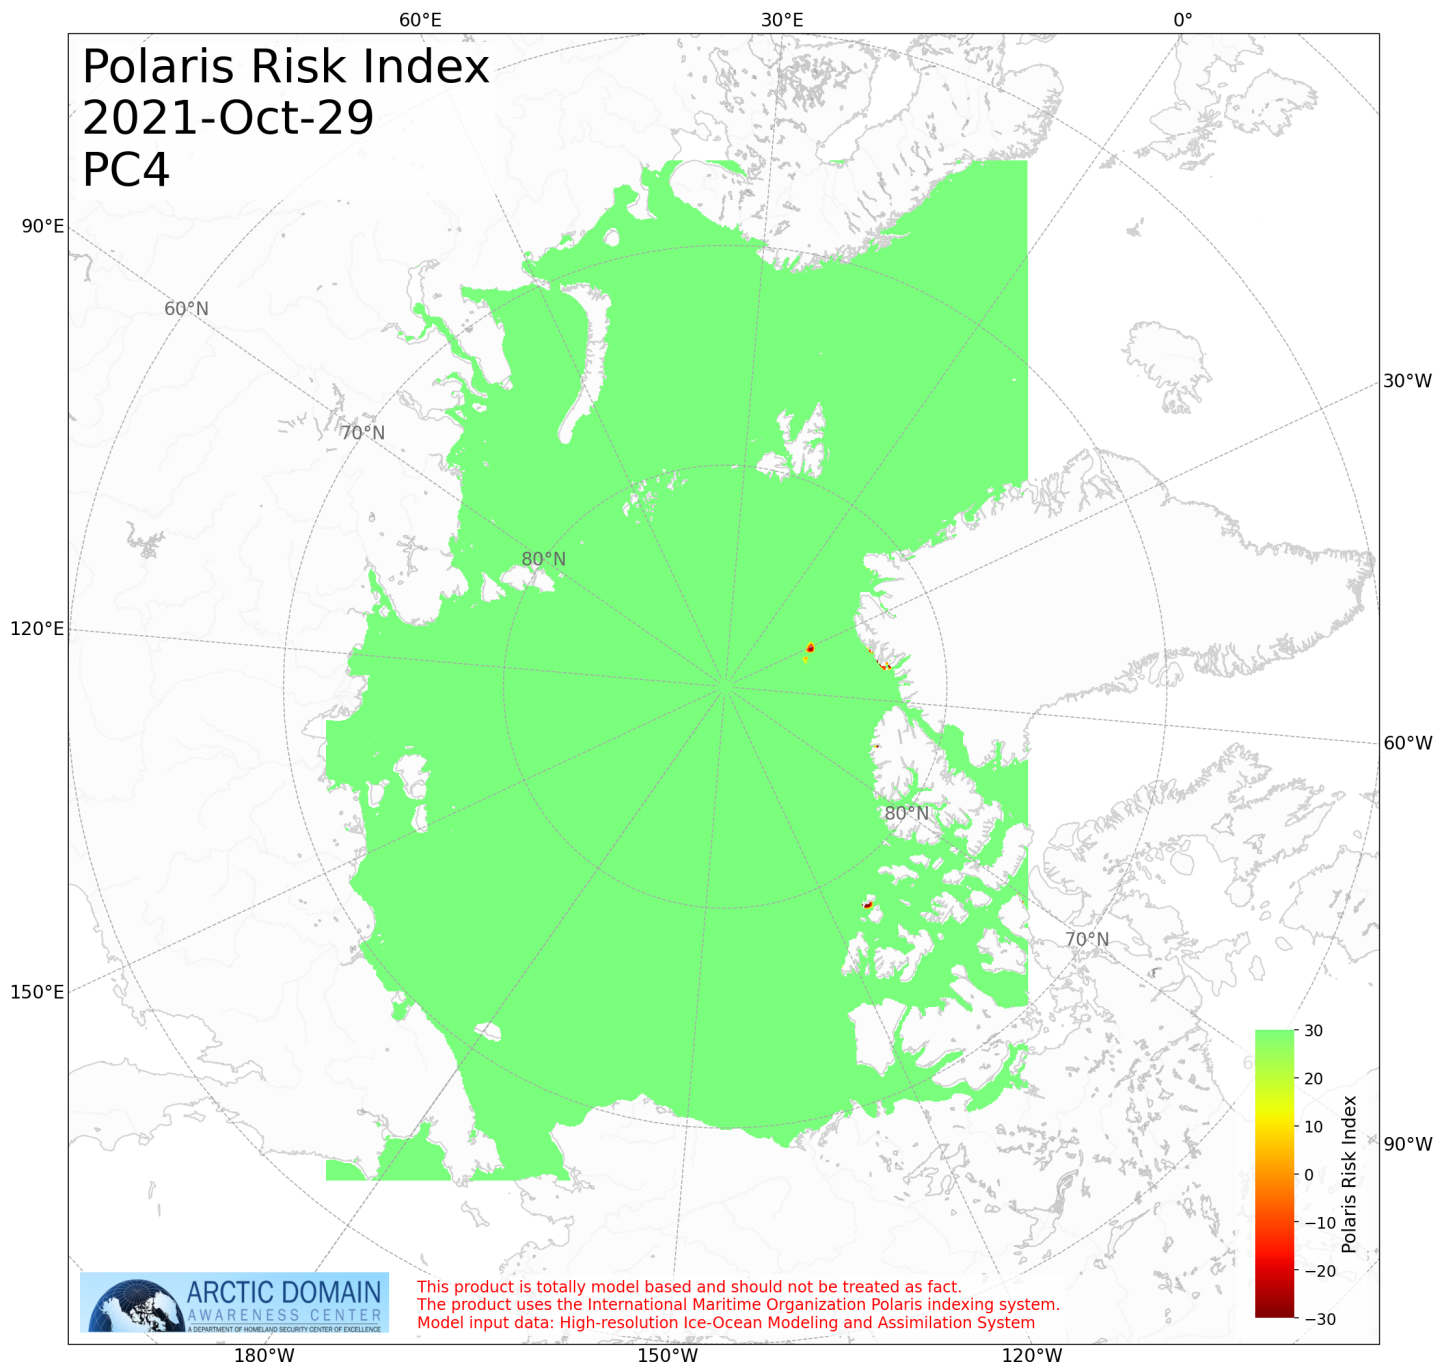 60°E 30°E 0°
Polaris Risk Index
2021-Oct-29
PC4
90°E
60°N
30°W
70°N
80°N
120°E
60°W
80°N
70°N
150°E
30
20
10
0
−10
−20
−30
Polaris Risk Index
90°W
ARCTIC DOMAIN
AWARENESS CENTER
A DEPARTMENT OF HOMELAND SECURITY CENTER OF EXCELLENCE
This product is totally model based and should not be treated as fact.
The product uses the International Maritime Organization Polaris indexing system.
Model input data: High-resolution Ice-Ocean Modeling and Assimilation System
180°W 150°W 120°W